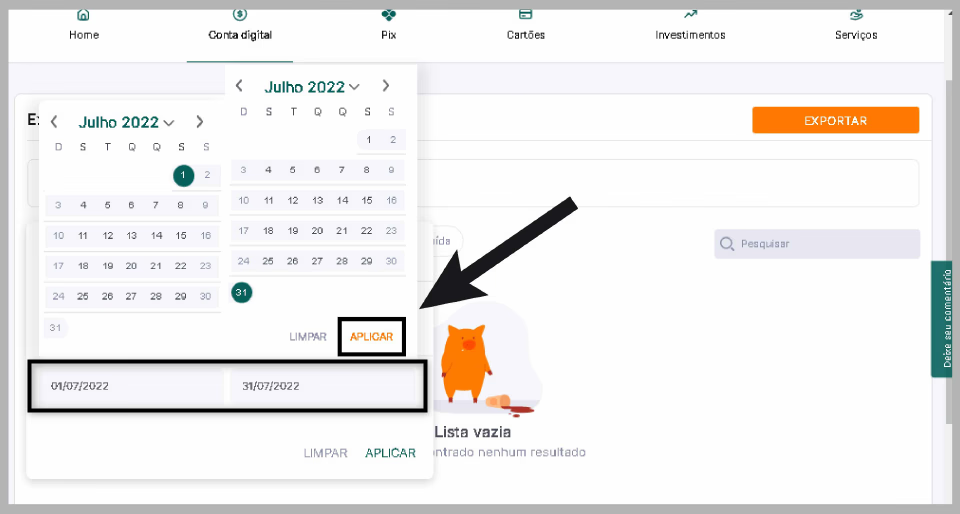 Home
Conta digital
Pix
Cartões
Investimentos
Serviços
Julho 2022
D S T Q Q S S
1 2
3 4 5 6 7 8 9
10 11 12 13 14 15 16
17 18 19 20 21 22 23
24 25 26 27 28 29 30
31
Julho 2022
D S T Q Q S S
1 2
3 4 5 6 7 8 9
10 11 12 13 14 15 16
17 18 19 20 21 22 23
24 25 26 27 28 29 30
31
LIMPAR APLICAR
EXPORTAR
Pesquisar
Deixe seu comentário
01/07/2022 31/07/2022
LIMPAR APLICAR
Lista vazia
ntrado nenhum resultado